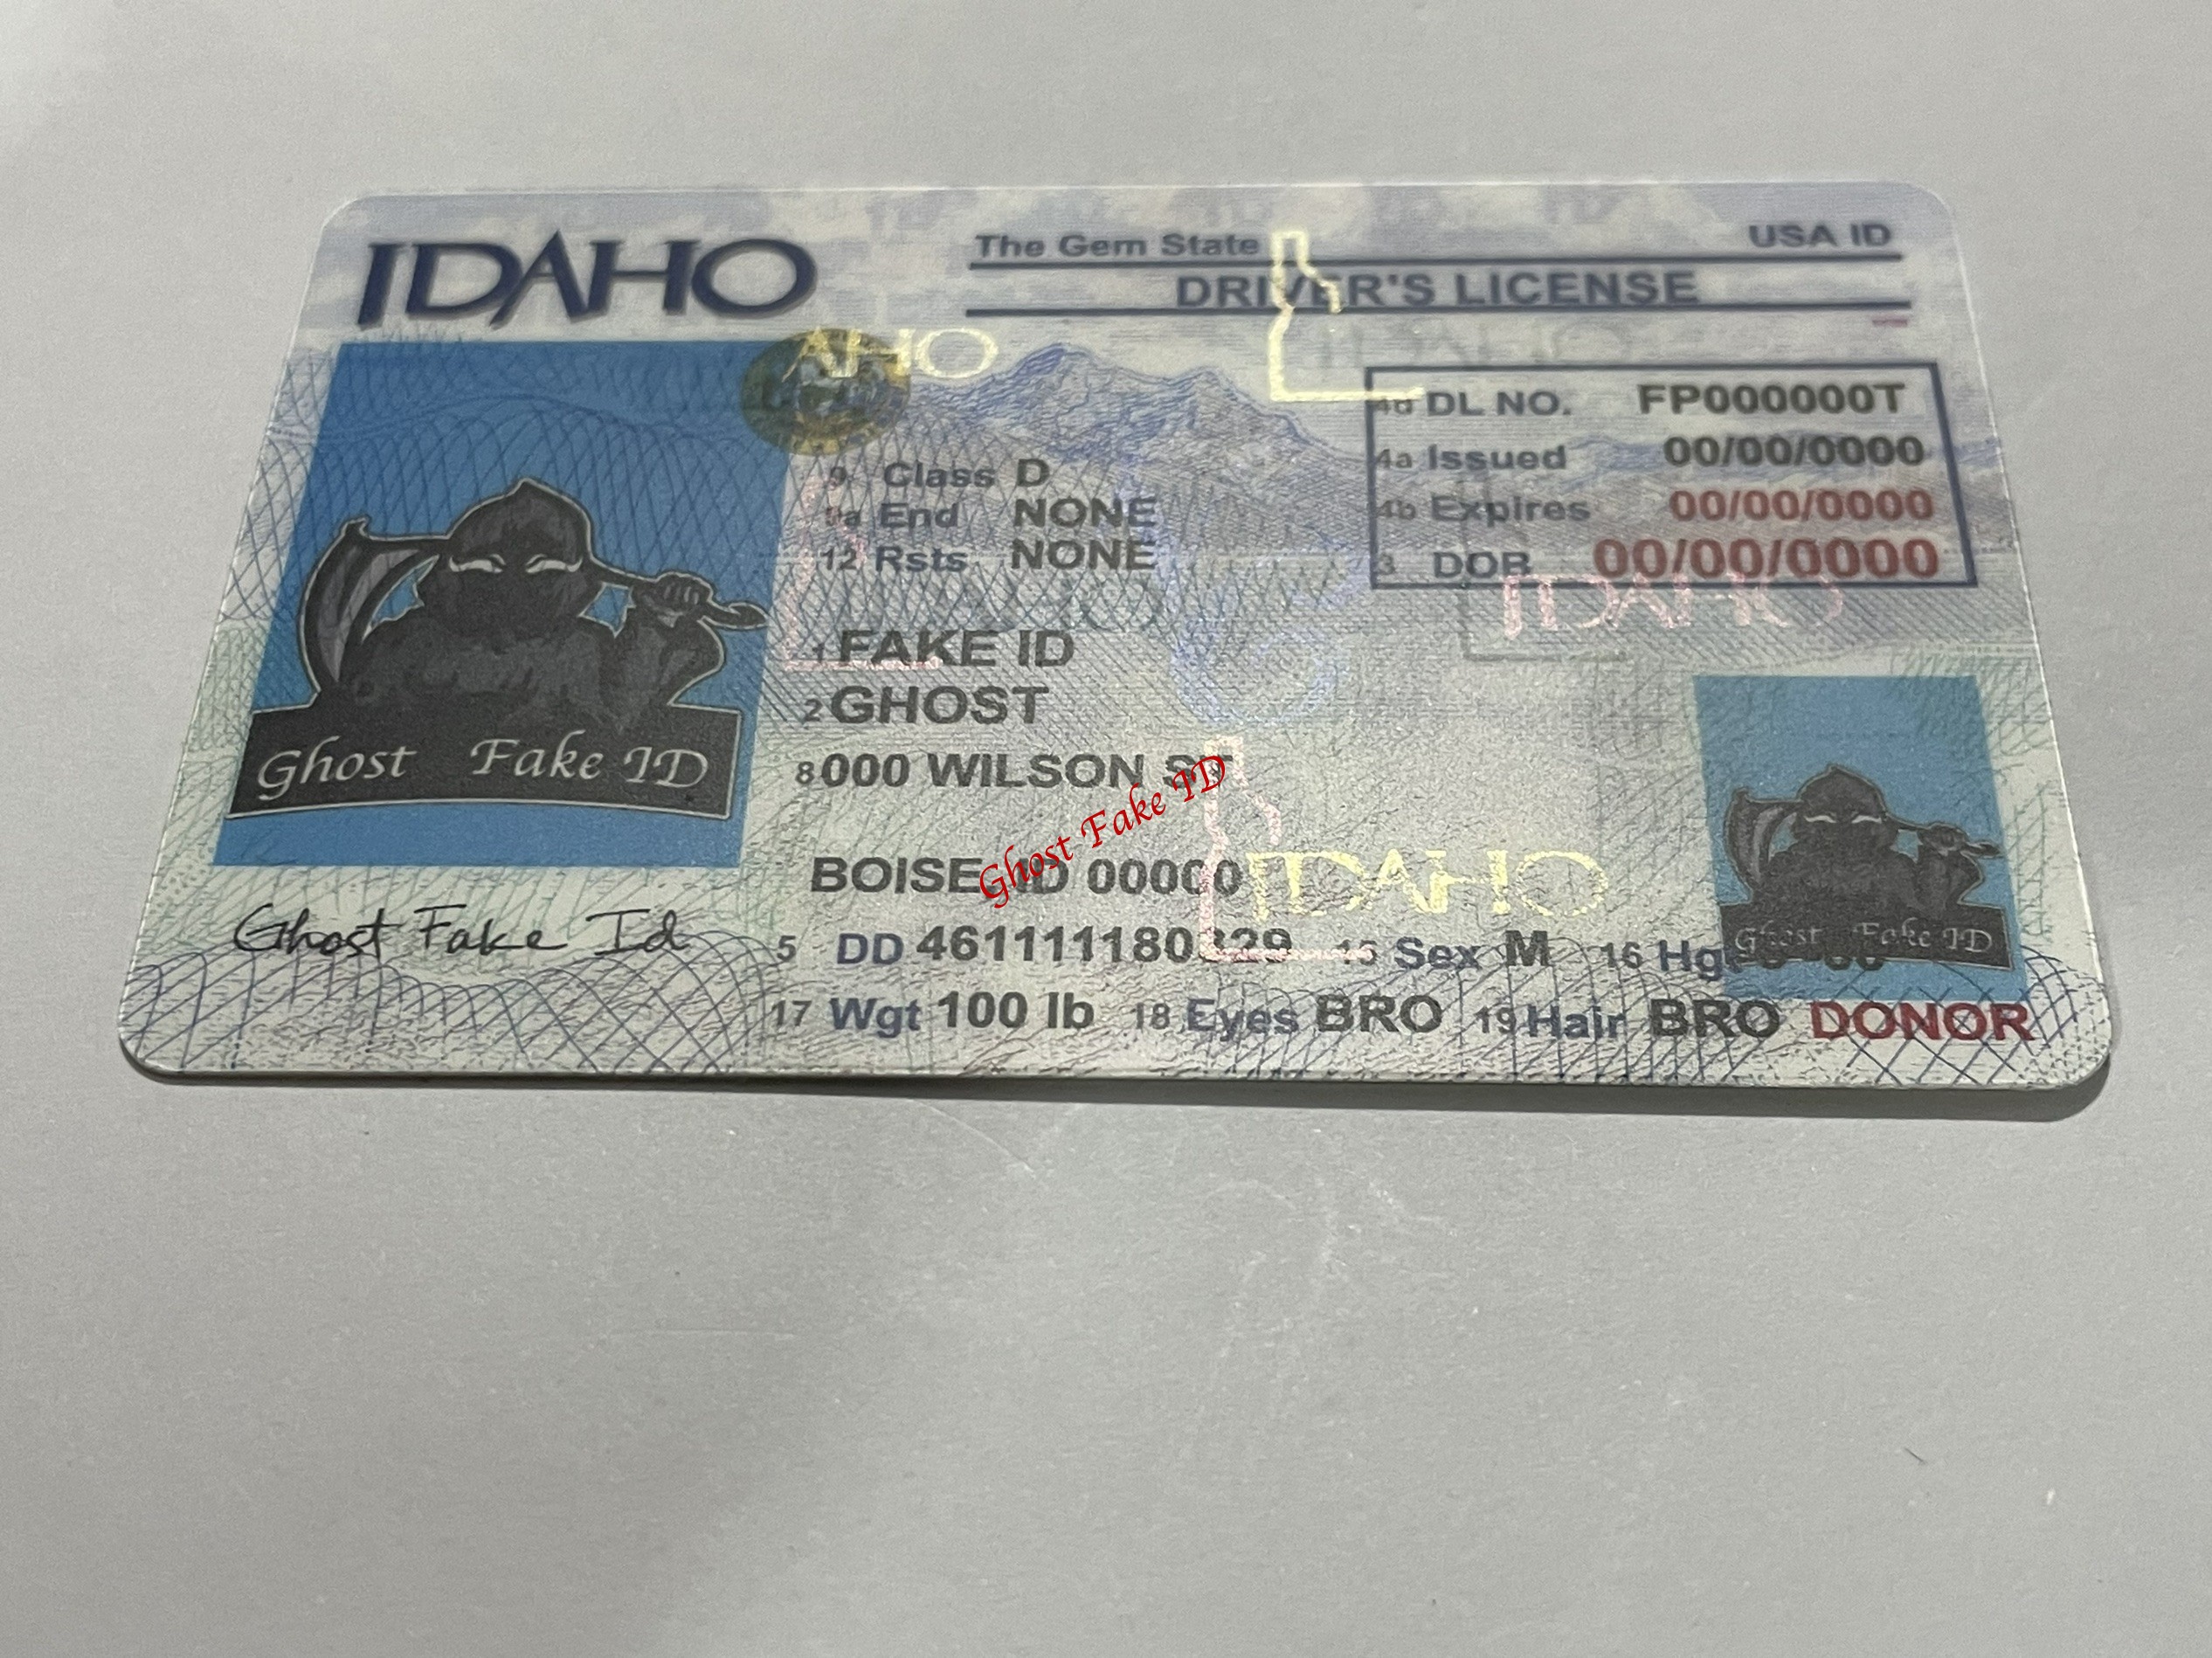 IDAHO
The Gem State
USA ID
DRIVER'S LICENSE
AHO
4d DL NO. FP000000T
4a Issued 00/00/0000
4b Expires 00/00/0000
3 DOB 00/00/0000
IDAHO
9 Class D
9a End NONE
12 Rsts NONE
1 FAKE ID
2 GHOST
8 000 WILSON ST
Ghost Fake ID
BOISE ID 00000
IDAHO
Ghost Fake ID
Ghost Fake Id
5 DD 461111180329 15 Sex M 16 Hgt
Ghost Fake ID
17 Wgt 100 lb 18 Eyes BRO 19 Hair BRO DONOR